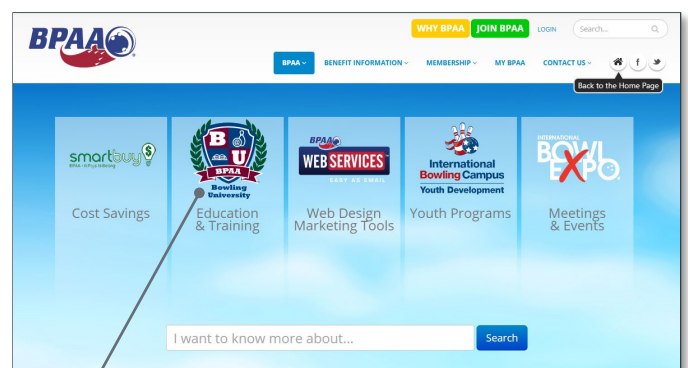 WHY BPAA JOIN BPAA LOGIN Search...
BPAA
BPAA BENEFIT INFORMATION MEMBERSHIP MY BPAA CONTACT US
Back to the Home Page
smartbuy $
B U
BPAA
Bowling
University
BPAA
WEB SERVICES
EASY AS EMAIL
International
Bowling Campus
Youth Development
INTERNATIONAL
BOWL
EXPO
Cost Savings
Education
& Training
Web Design
Marketing Tools
Youth Programs
Meetings
& Events
I want to know more about... Search